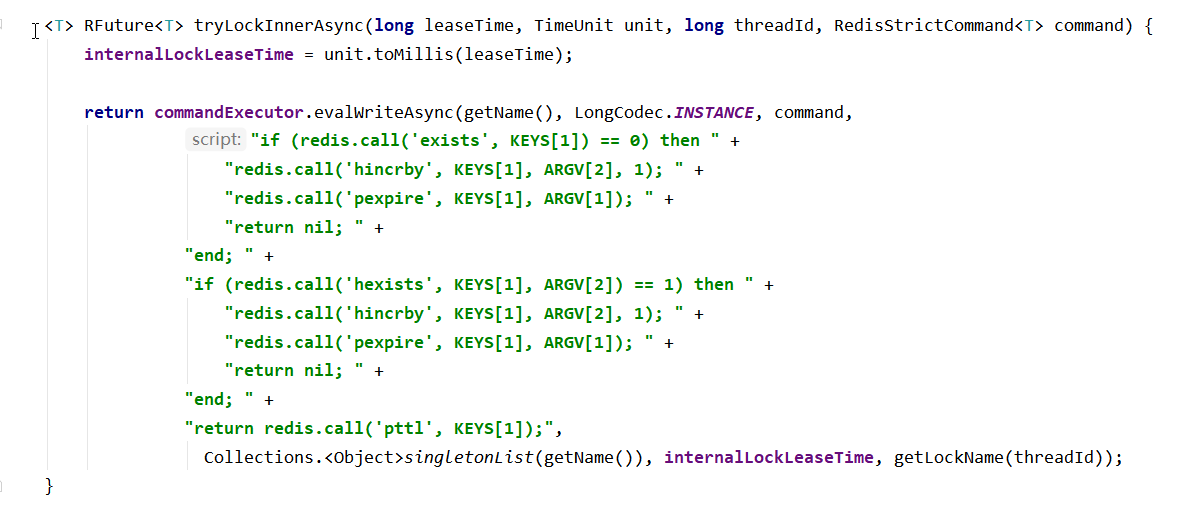 <T> RFuture<T> tryLockInnerAsync(long leaseTime, TimeUnit unit, long threadId, RedisStrictCommand<T> command) {
internalLockLeaseTime = unit.toMillis(leaseTime);
return commandExecutor.evalWriteAsync(getName(), LongCodec.INSTANCE, command,
script: "if (redis.call('exists', KEYS[1]) == 0) then " +
"redis.call('hincrby', KEYS[1], ARGV[2], 1); " +
"redis.call('pexpire', KEYS[1], ARGV[1]); " +
"return nil; " +
"end; " +
"if (redis.call('hexists', KEYS[1], ARGV[2]) == 1) then " +
"redis.call('hincrby', KEYS[1], ARGV[2], 1); " +
"redis.call('pexpire', KEYS[1], ARGV[1]); " +
"return nil; " +
"end; " +
"return redis.call('pttl', KEYS[1]);",
Collections.<Object>singletonList(getName()), internalLockLeaseTime, getLockName(threadId));
}